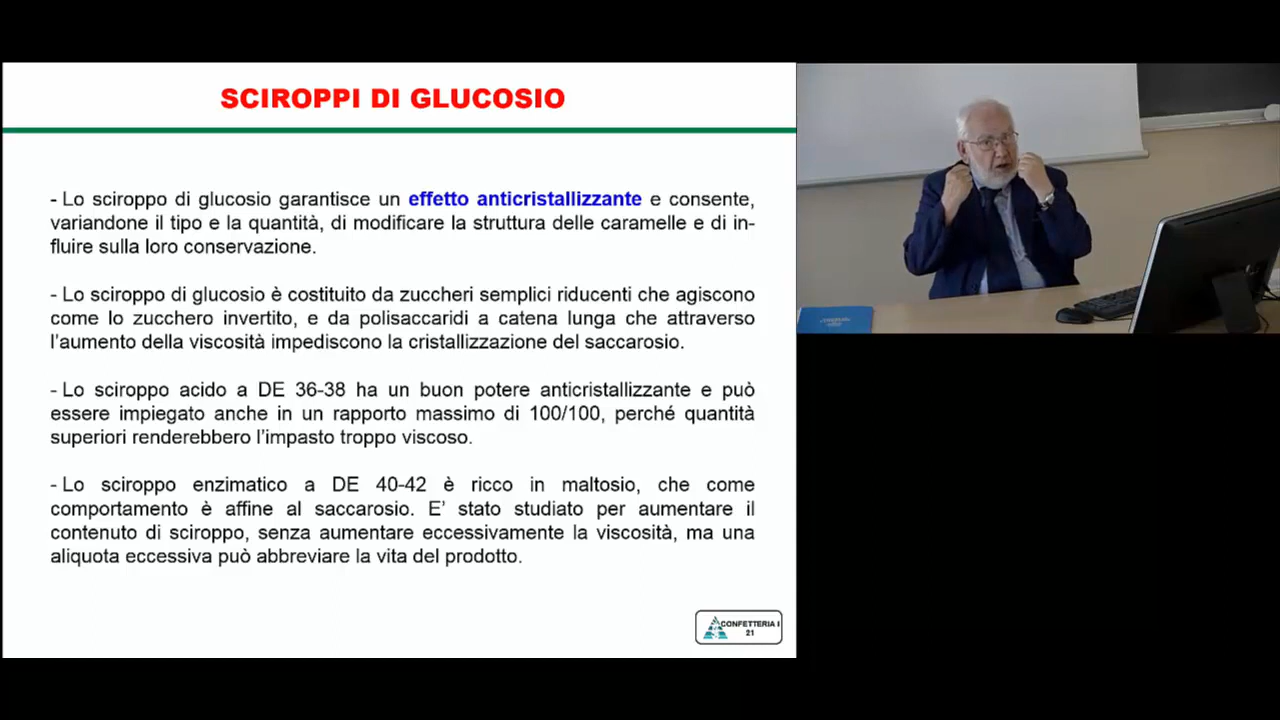 SCIROPPI DI GLUCOSIO
- Lo sciroppo di glucosio garantisce un effetto anticristallizzante e consente,
variandone il tipo e la quantità, di modificare la struttura delle caramelle e di in-
fluire sulla loro conservazione.
- Lo sciroppo di glucosio è costituito da zuccheri semplici riducenti che agiscono
come lo zucchero invertito, e da polisaccaridi a catena lunga che attraverso
l’aumento della viscosità impediscono la cristallizzazione del saccarosio.
- Lo sciroppo acido a DE 36-38 ha un buon potere anticristallizzante e può
essere impiegato anche in un rapporto massimo di 100/100, perché quantità
superiori renderebbero l’impasto troppo viscoso.
- Lo sciroppo enzimatico a DE 40-42 è ricco in maltosio, che come
comportamento è affine al saccarosio. E’ stato studiato per aumentare il
contenuto di sciroppo, senza aumentare eccessivamente la viscosità, ma una
aliquota eccessiva può abbreviare la vita del prodotto.
CONFETTERIA I
21